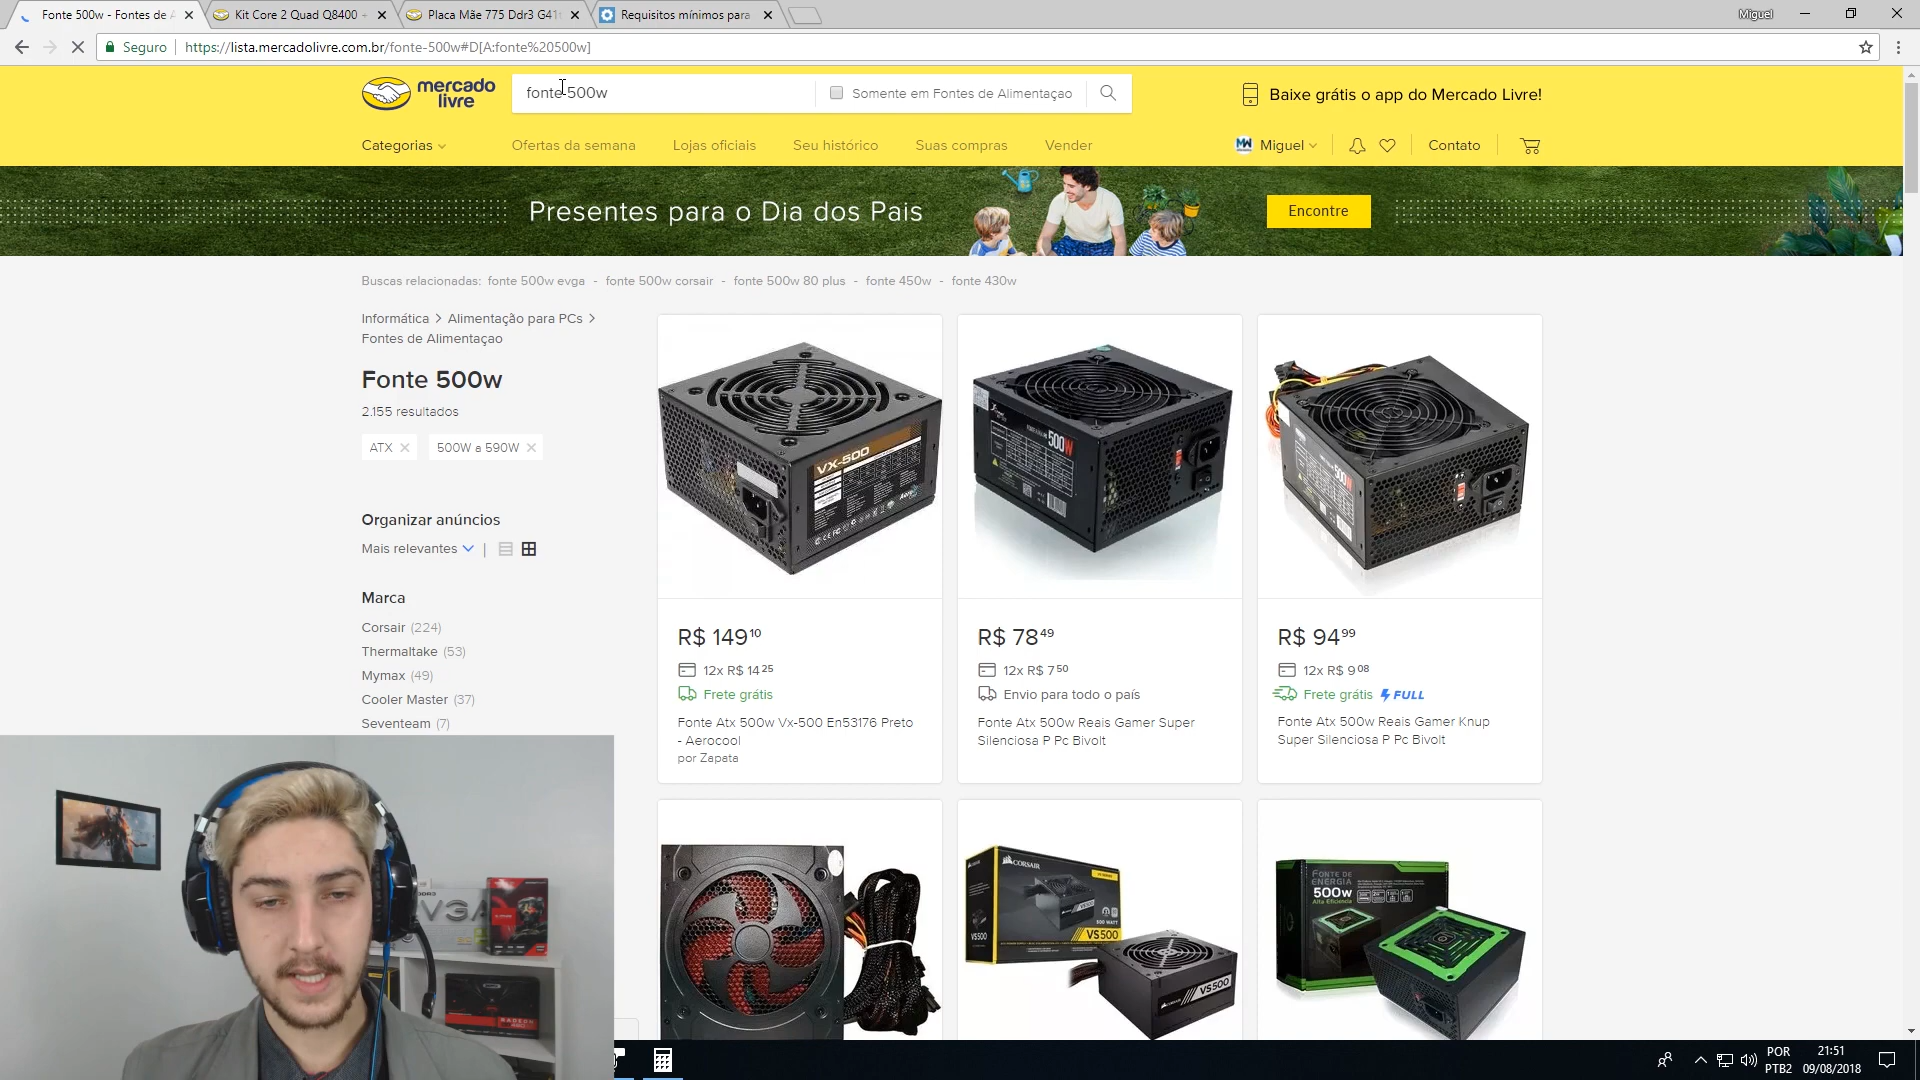 Fonte 500w - Fontes de A
Kit Core 2 Quad Q8400 +
Placa Mãe 775 Ddr3 G41
Requisitos mínimos para
Miguel
Seguro
https://lista.mercadolivre.com.br/fonte-500w#D[A:fonte%20500w]
mercado
livre
fonte 500w
Somente em Fontes de Alimentaçao
Baixe grátis o app do Mercado Livre!
Categorias
Ofertas da semana
Lojas oficiais
Seu histórico
Suas compras
Vender
Miguel
Contato
Presentes para o Dia dos Pais
Encontre
Buscas relacionadas: fonte 500w evga - fonte 500w corsair - fonte 500w 80 plus - fonte 450w - fonte 430w
Informática > Alimentação para PCs >
Fontes de Alimentaçao
Fonte 500w
2.155 resultados
ATX
500W a 590W
Organizar anúncios
Mais relevantes
Marca
Corsair (224)
Thermaltake (53)
Mymax (49)
Cooler Master (37)
Seventeam (7)
VX-500
500W
500W
R$ 149 10
12x R$ 14 25
Frete grátis
Fonte Atx 500w Vx-500 En53176 Preto
- Aerocool
por Zapata
R$ 78 49
12x R$ 7 50
Envio para todo o país
Fonte Atx 500w Reais Gamer Super
Silenciosa P Pc Bivolt
R$ 94 99
12x R$ 9 08
Frete grátis FULL
Fonte Atx 500w Reais Gamer Knup
Super Silenciosa P Pc Bivolt
CORSAIR
VS500
VS500
VS500
FONTE DE
ENERGIA
500w
Alta Eficiência
EVGA
RADEON
POR
PTB2
21:51
09/08/2018